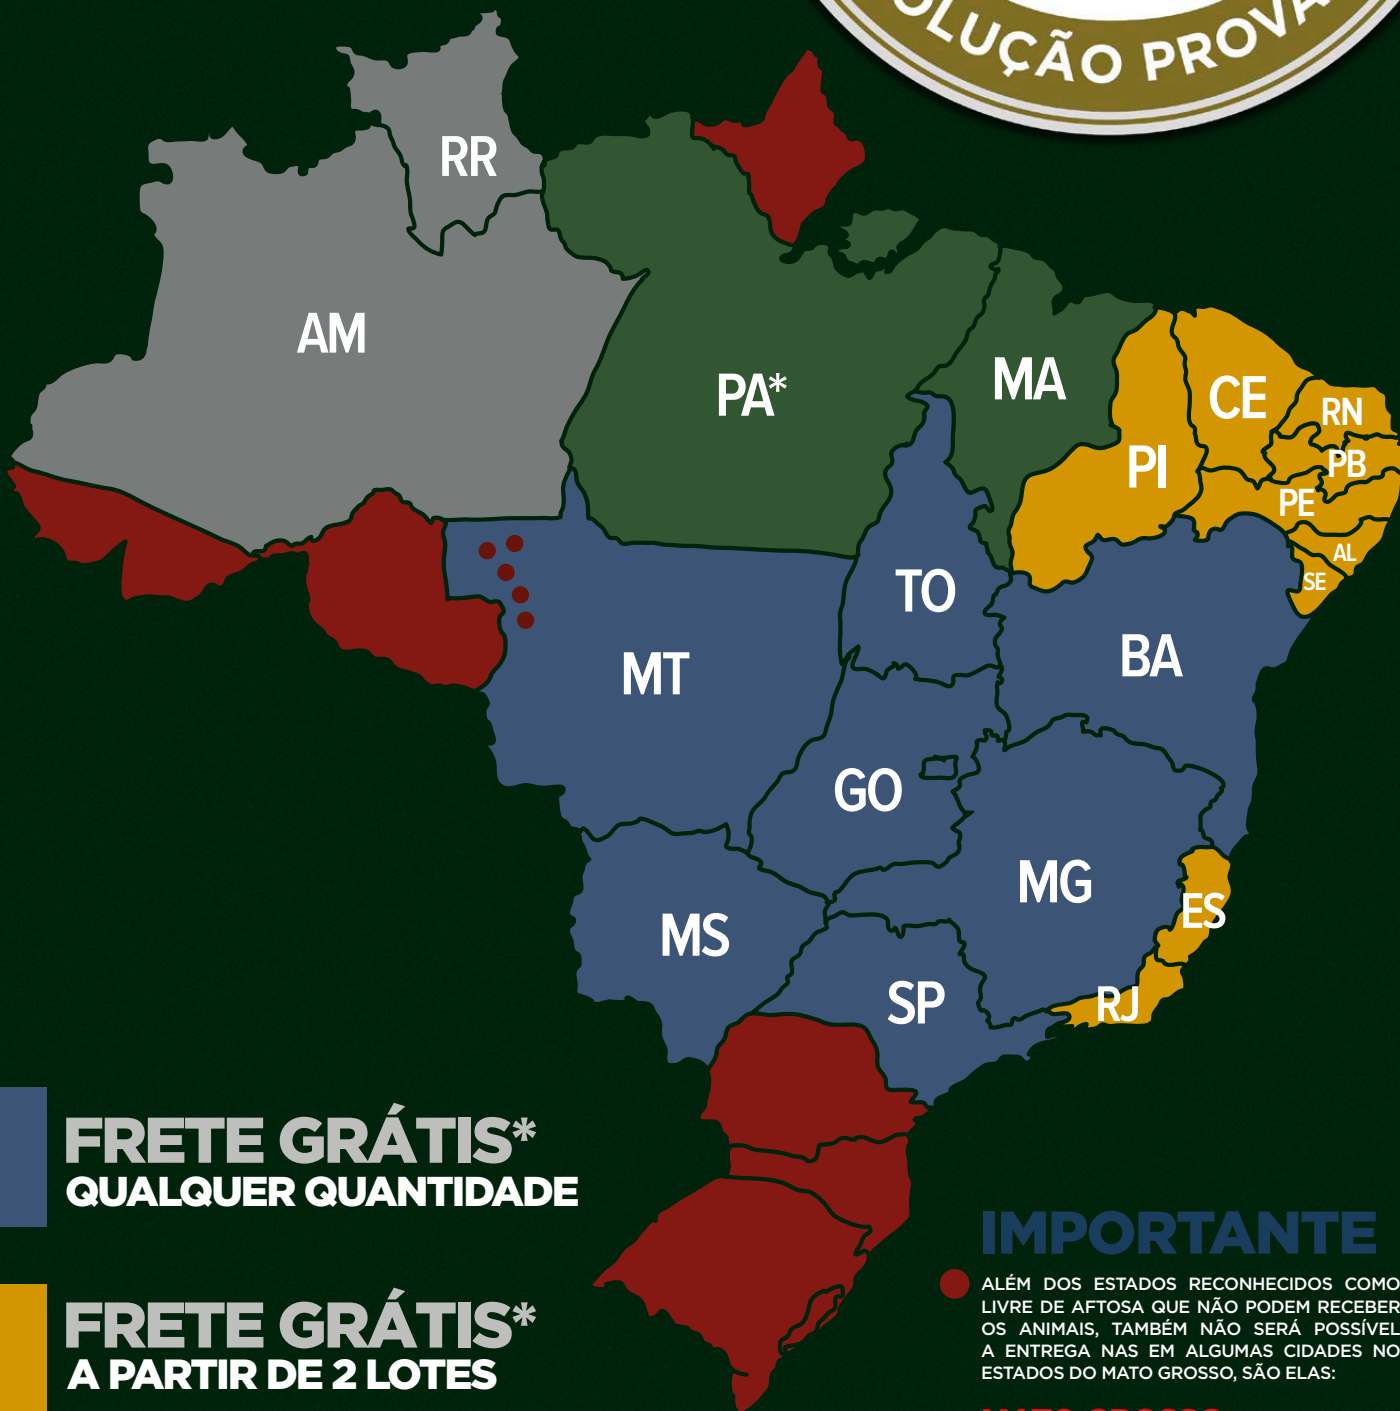 OLUÇÃO PROVA
RR
AM
PA*
MA
CE
RN
PI
PB
PE
AL
SE
TO
BA
MT
GO
MG
ES
MS
SP
RJ
FRETE GRÁTIS*
QUALQUER QUANTIDADE
FRETE GRÁTIS*
A PARTIR DE 2 LOTES
IMPORTANTE
ALÉM DOS ESTADOS RECONHECIDOS COMO
LIVRE DE AFTOSA QUE NÃO PODEM RECEBER
OS ANIMAIS, TAMBÉM NÃO SERÁ POSSÍVEL
A ENTREGA NAS EM ALGUMAS CIDADES NO
ESTADOS DO MATO GROSSO, SÃO ELAS:
MATO GROSSO